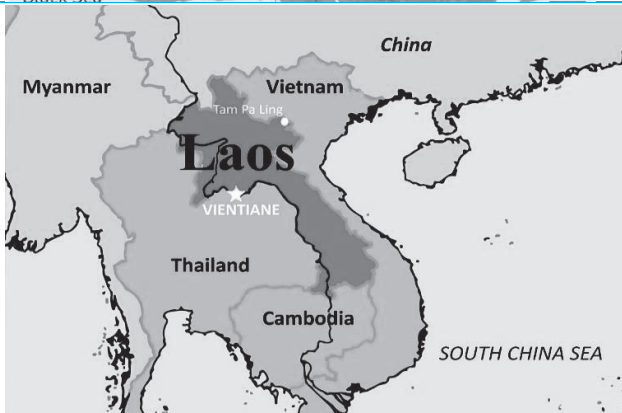 China
Myanmar
Vietnam
Tam Pa Ling
Laos
VIENTIANE
Thailand
Cambodia
SOUTH CHINA SEA